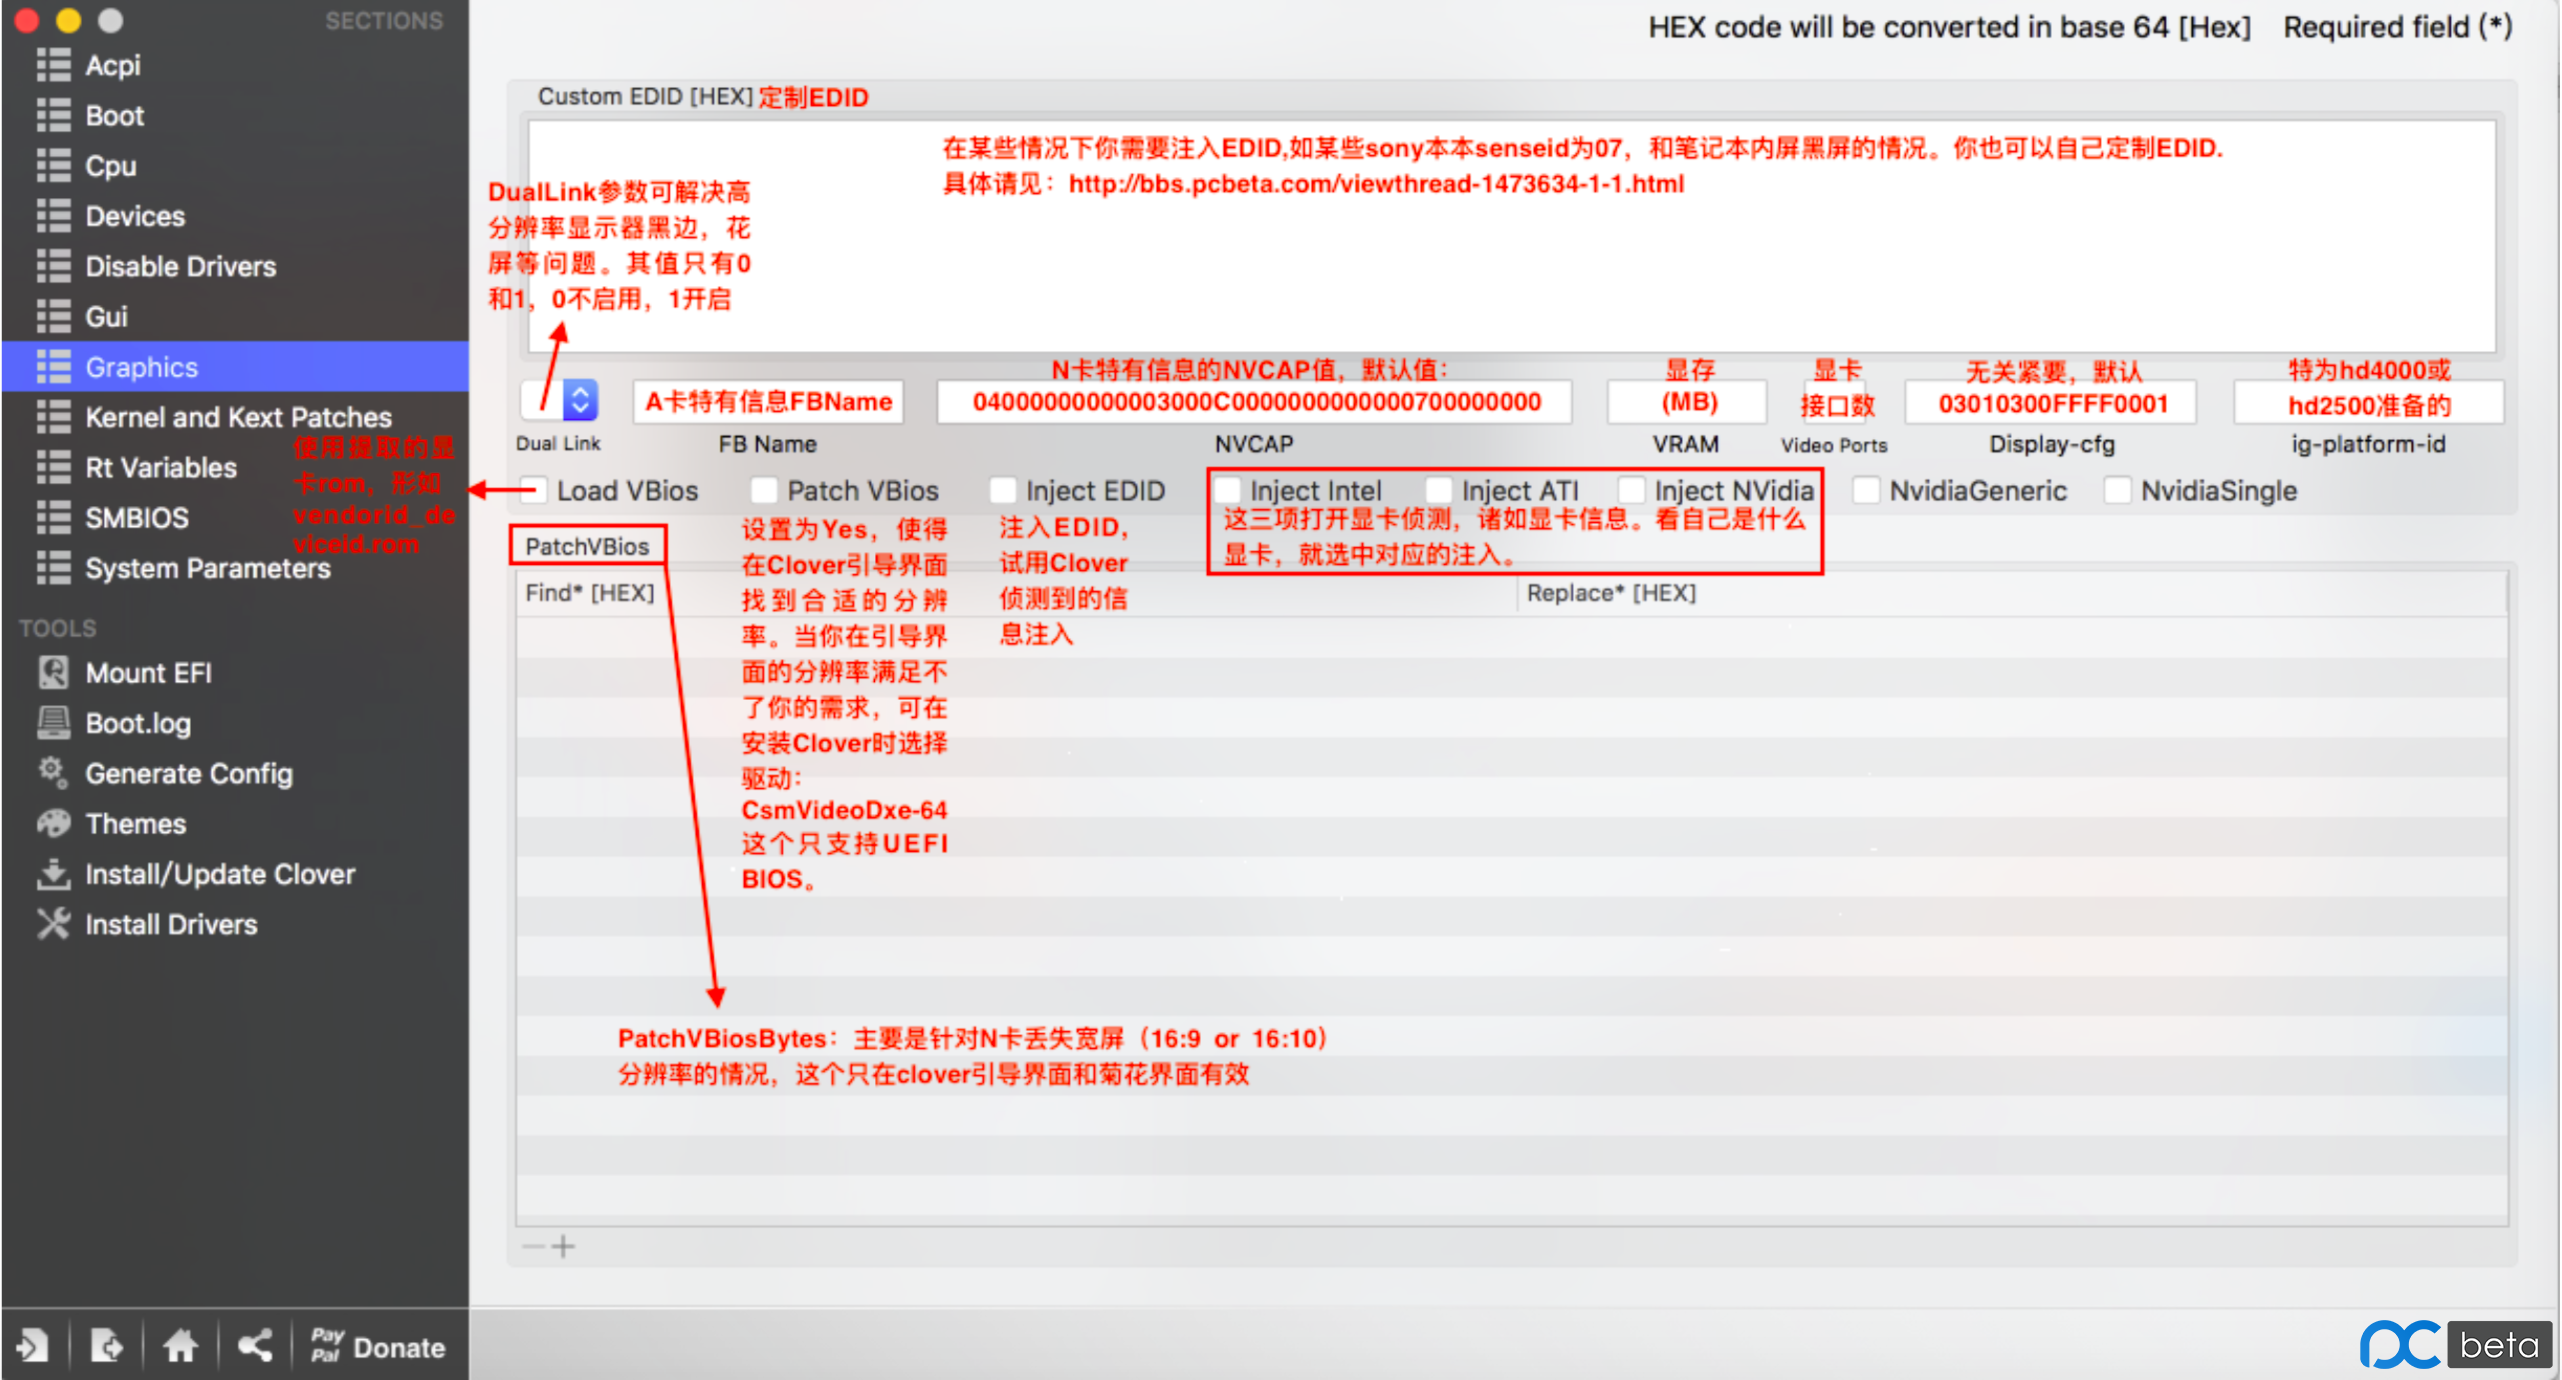 SECTIONS
Acpi
Boot
Cpu
Devices
Disable Drivers
Gui
Graphics
Kernel and Kext Patches
Rt Variables
SMBIOS
System Parameters
使用提取的显
卡rom，形如
vendorid_de
viceid.rom
TOOLS
Mount EFI
Boot.log
Generate Config
Themes
Install/Update Clover
Install Drivers
Pay
Pal
Donate
HEX code will be converted in base 64 [Hex] Required field (*)
Custom EDID [HEX] 定制EDID
在某些情况下你需要注入EDID,如某些sony本本senseid为07，和笔记本内屏黑屏的情况。你也可以自己定制EDID.
具体请见：http://bbs.pcbeta.com/viewthread-1473634-1-1.html
DualLink参数可解决高
分辨率显示器黑边，花
屏等问题。其值只有0
和1，0不启用，1开启
Dual Link
A卡特有信息FBName
FB Name
N卡特有信息的NVCAP值，默认值：
04000000000003000C0000000000000700000000
NVCAP
显存
(MB)
VRAM
显卡
接口数
Video Ports
无关紧要，默认
03010300FFFF0001
Display-cfg
特为hd4000或
hd2500准备的
ig-platform-id
Load VBios
Patch VBios
Inject EDID
Inject Intel
Inject ATI
Inject NVidia
NvidiaGeneric
NvidiaSingle
这三项打开显卡侦测，诸如显卡信息。看自己是什么
显卡，就选中对应的注入。
设置为Yes，使得
在Clover引导界面
找到合适的分辨
率。当你在引导界
面的分辨率满足不
了你的需求，可在
安装Clover时选择
驱动：
CsmVideoDxe-64
这个只支持UEFI
BIOS。
注入EDID，
试用Clover
侦测到的信
息注入
PatchVBios
Find* [HEX]
Replace* [HEX]
PatchVBiosBytes：主要是针对N卡丢失宽屏（16:9 or 16:10）
分辨率的情况，这个只在clover引导界面和菊花界面有效
pc beta